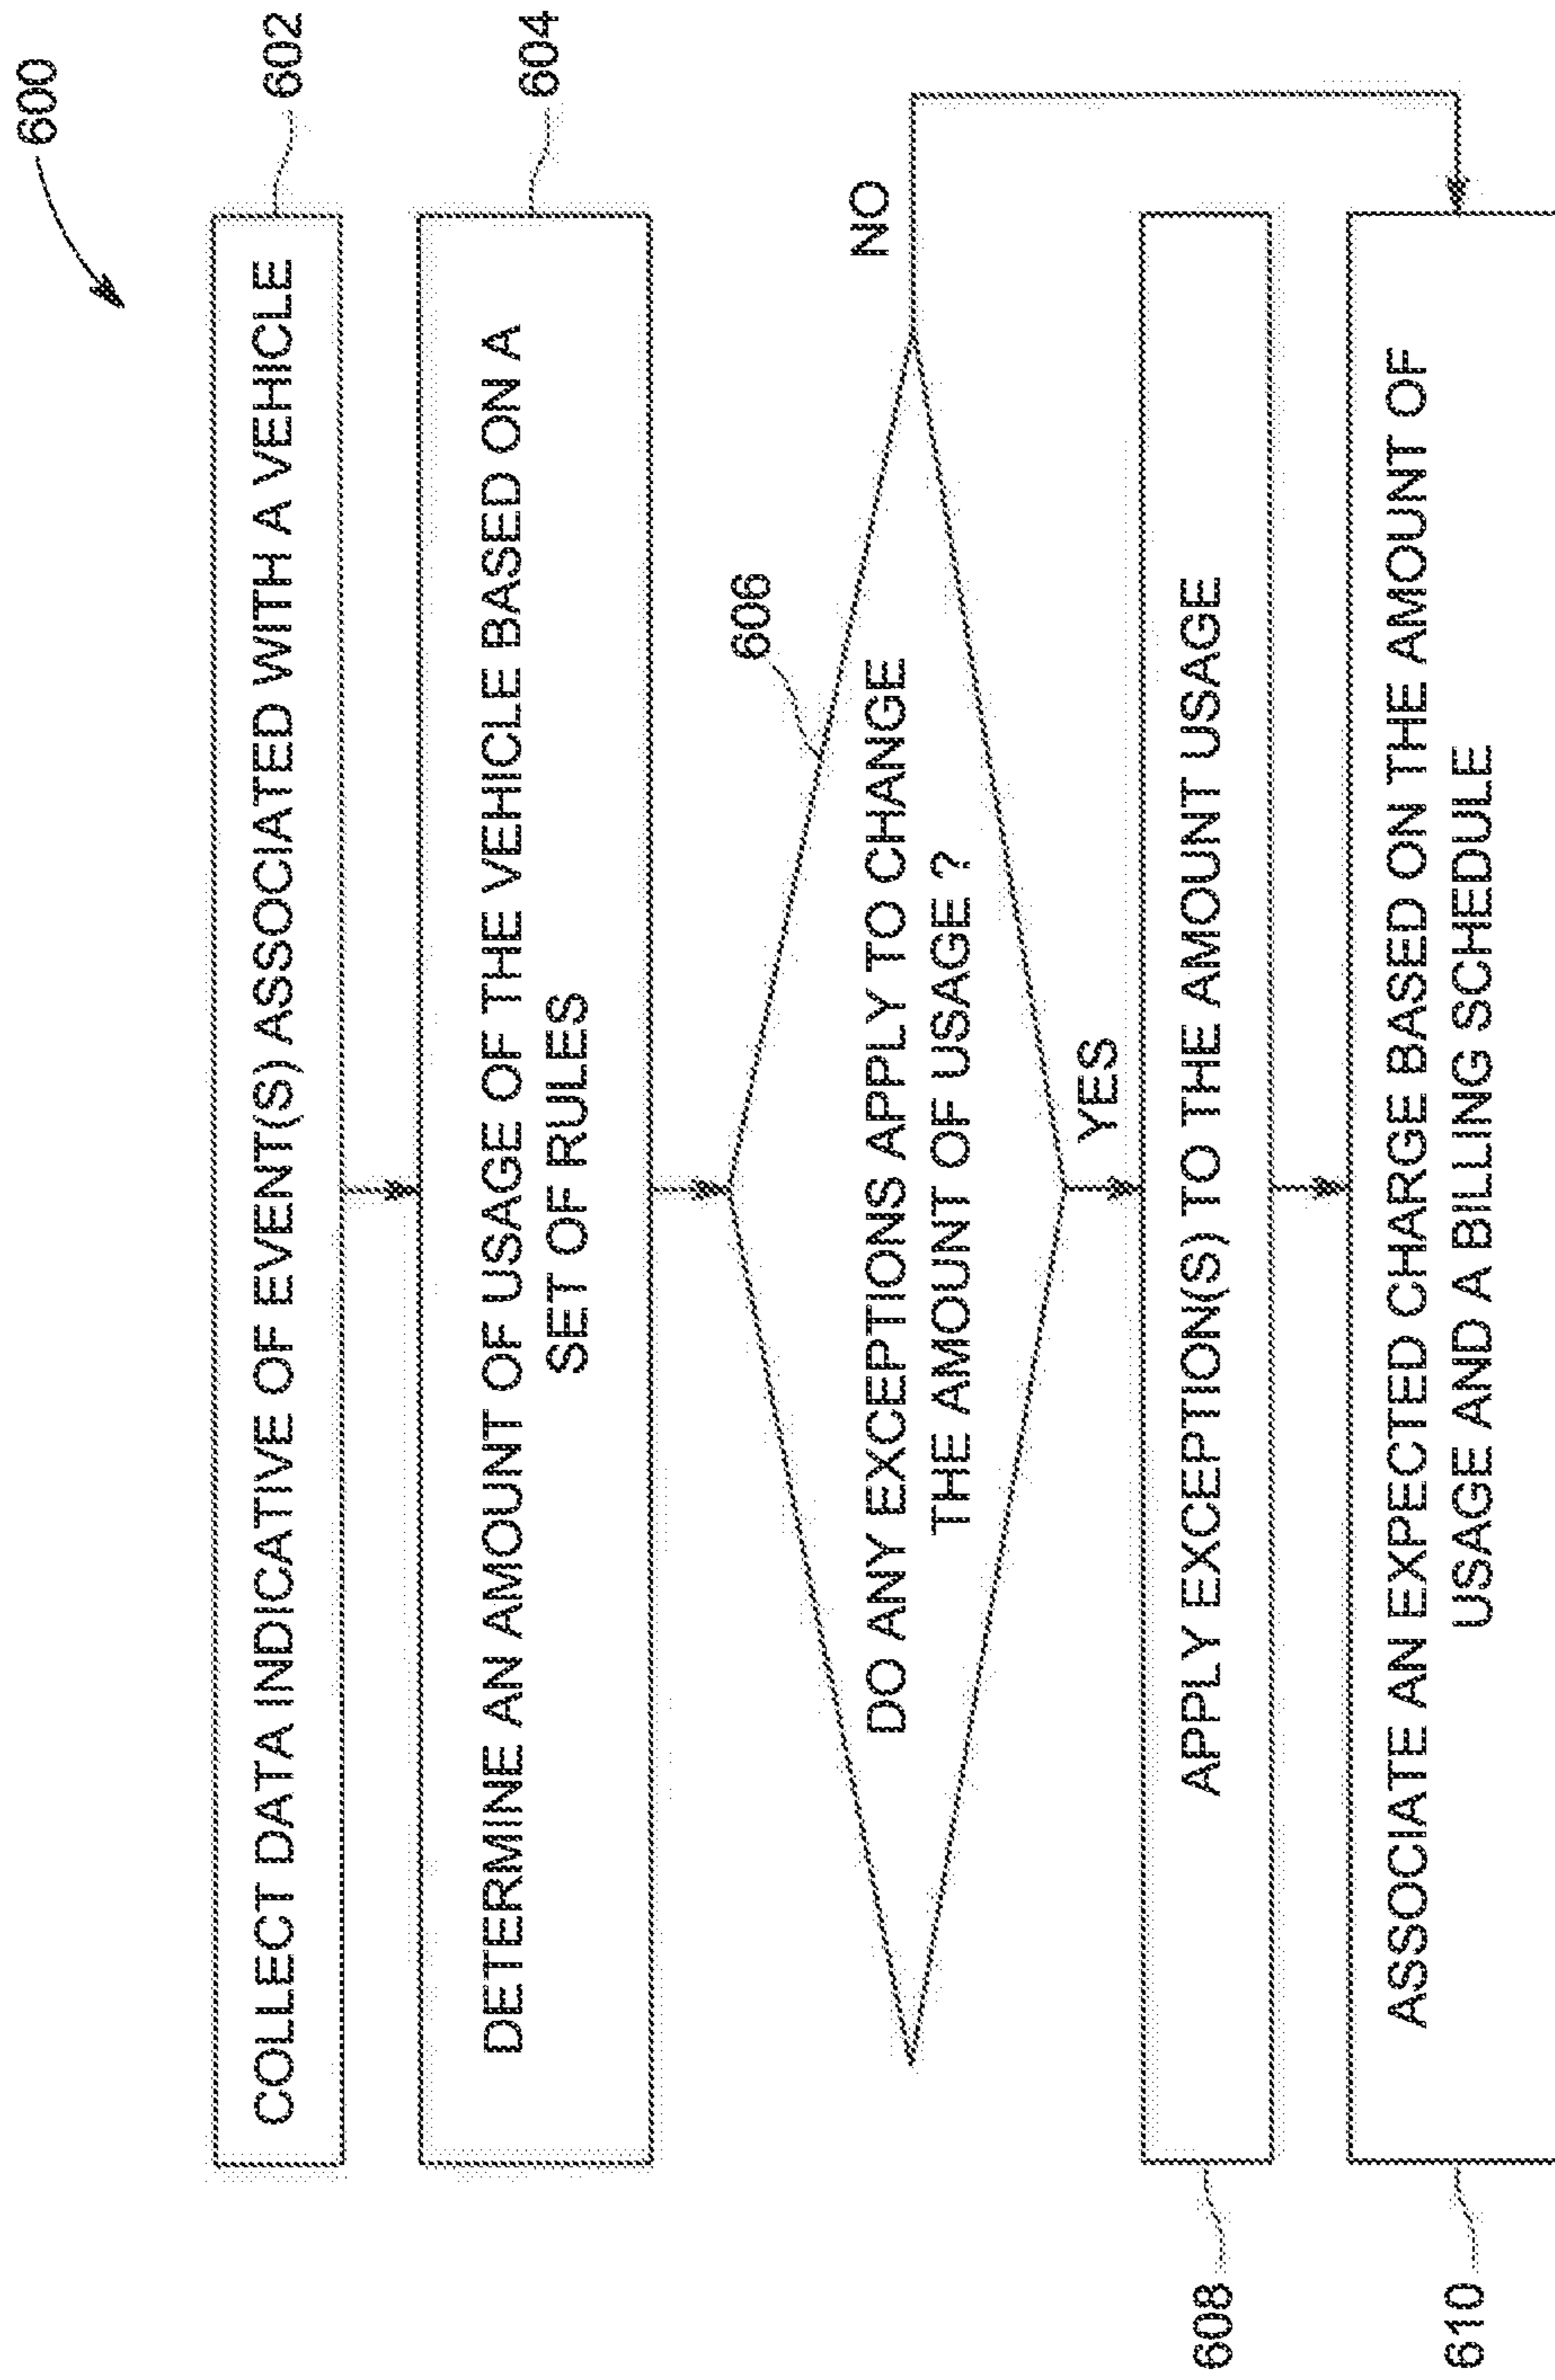 600
COLLECT DATA INDICATIVE OF EVENT(S) ASSOCIATED WITH A VEHICLE
602
DETERMINE AN AMOUNT OF USAGE OF THE VEHICLE BASED ON A
SET OF RULES
604
606
DO ANY EXCEPTIONS APPLY TO CHANGE
THE AMOUNT OF USAGE ?
NO
YES
608
APPLY EXCEPTION(S) TO THE AMOUNT USAGE
610
ASSOCIATE AN EXPECTED CHARGE BASED ON THE AMOUNT OF
USAGE AND A BILLING SCHEDULE